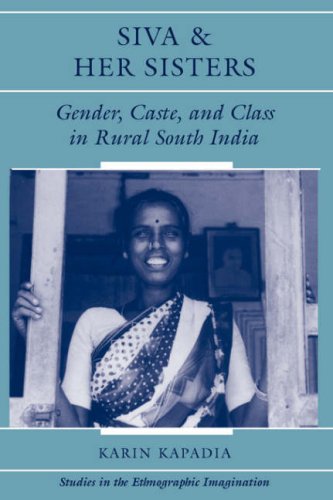 SIVA &
HER SISTERS
Gender, Caste, and Class
in Rural South India
KARIN KAPADIA
Studies in the Ethnographic Imagination